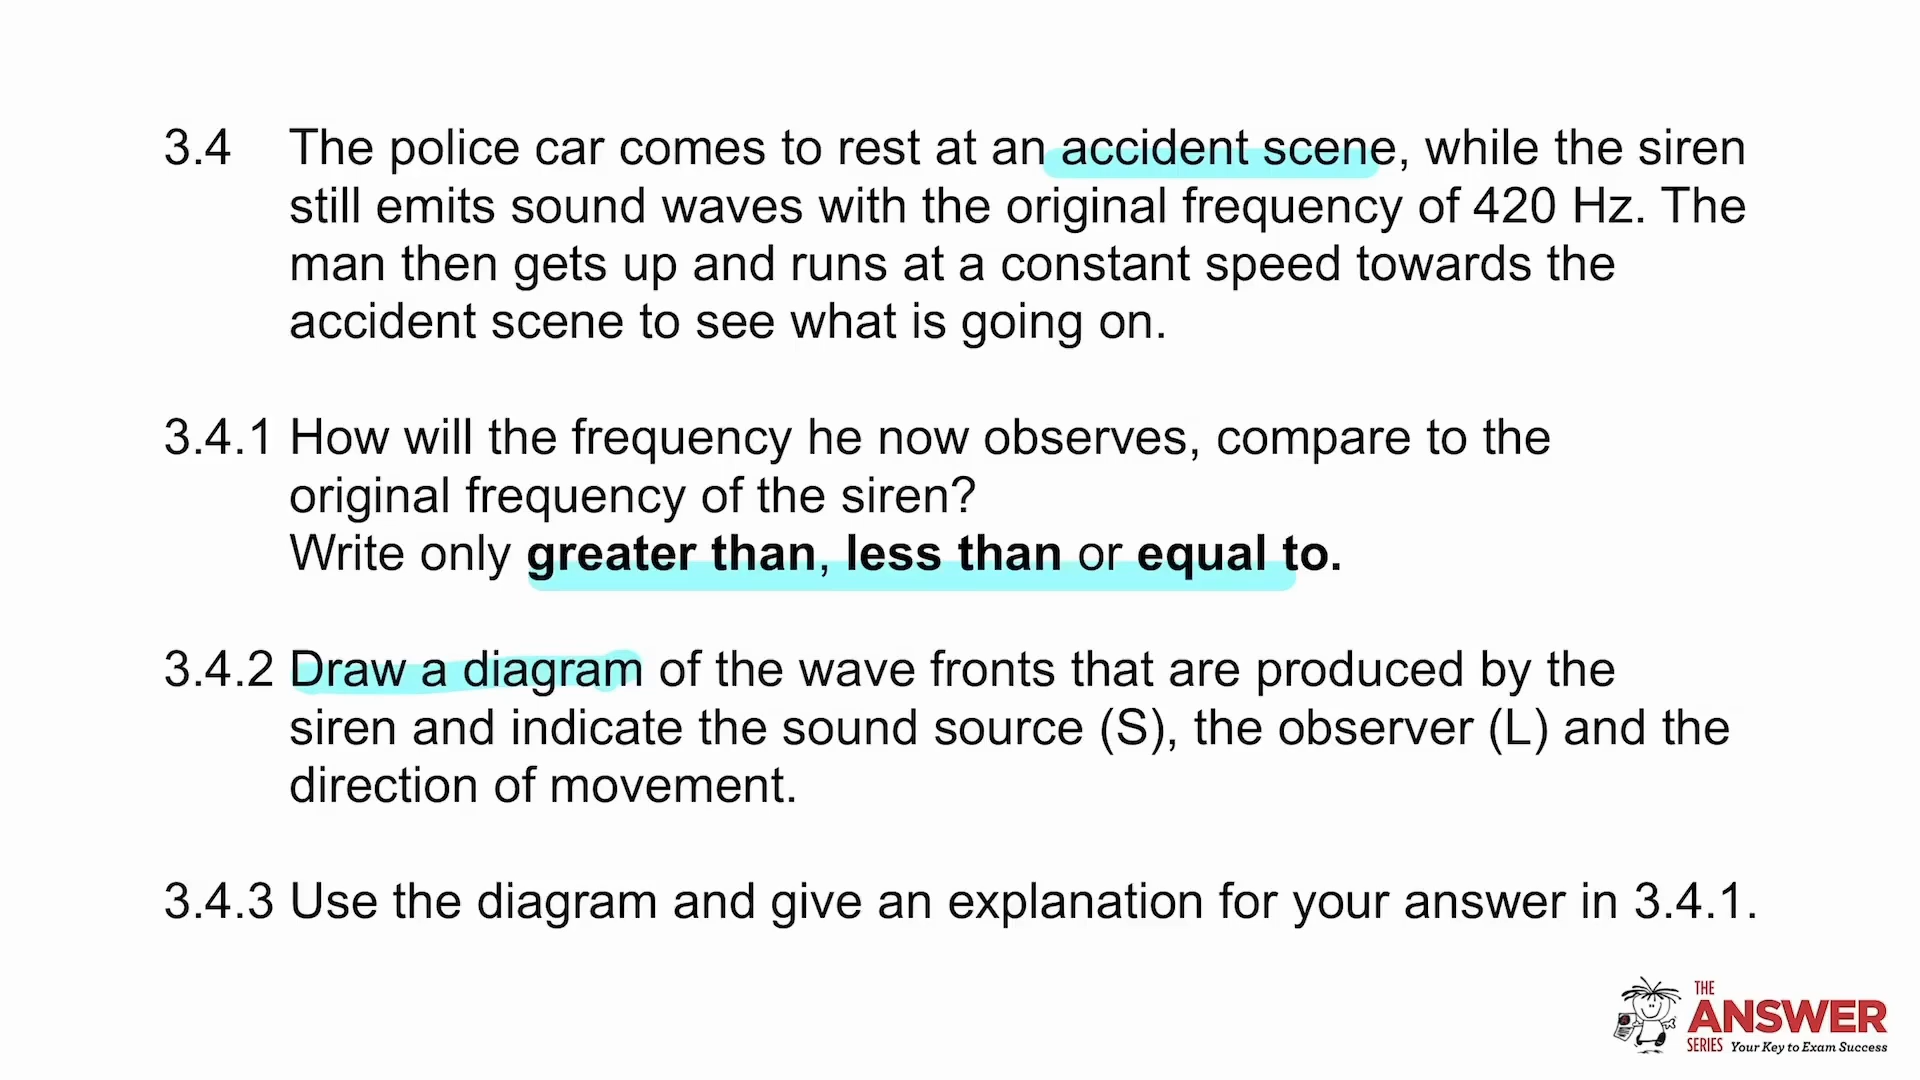 3.4 The police car comes to rest at an accident scene, while the siren
still emits sound waves with the original frequency of 420 Hz. The
man then gets up and runs at a constant speed towards the
accident scene to see what is going on.
3.4.1 How will the frequency he now observes, compare to the
original frequency of the siren?
Write only greater than, less than or equal to.
3.4.2 Draw a diagram of the wave fronts that are produced by the
siren and indicate the sound source (S), the observer (L) and the
direction of movement.
3.4.3 Use the diagram and give an explanation for your answer in 3.4.1.
THE
ANSWER
SERIES Your Key to Exam Success